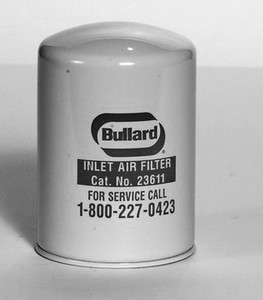 Bullard
INLET AIR FILTER
Cat. No. 23611
FOR SERVICE CALL
1-800-227-0423